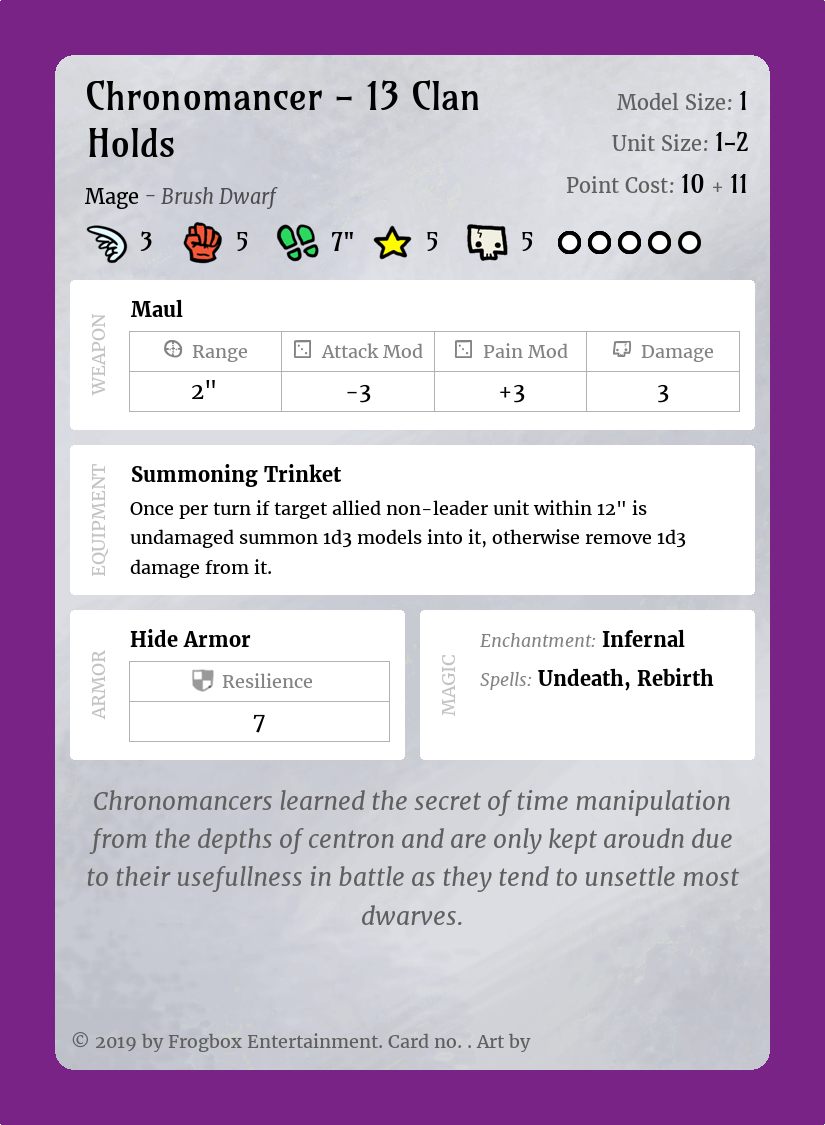 Chronomancer - 13 Clan
Holds
Model Size: 1
Unit Size: 1-2
Point Cost: 10 + 11
Mage - Brush Dwarf
3 5 7" 5 5
WEAPON
Maul
Range Attack Mod Pain Mod Damage
2" -3 +3 3
EQUIPMENT
Summoning Trinket
Once per turn if target allied non-leader unit within 12" is
undamaged summon 1d3 models into it, otherwise remove 1d3
damage from it.
ARMOR
Hide Armor
Resilience
7
MAGIC
Enchantment: Infernal
Spells: Undeath, Rebirth
Chronomancers learned the secret of time manipulation
from the depths of centron and are only kept aroudn due
to their usefullness in battle as they tend to unsettle most
dwarves.
© 2019 by Frogbox Entertainment. Card no. . Art by